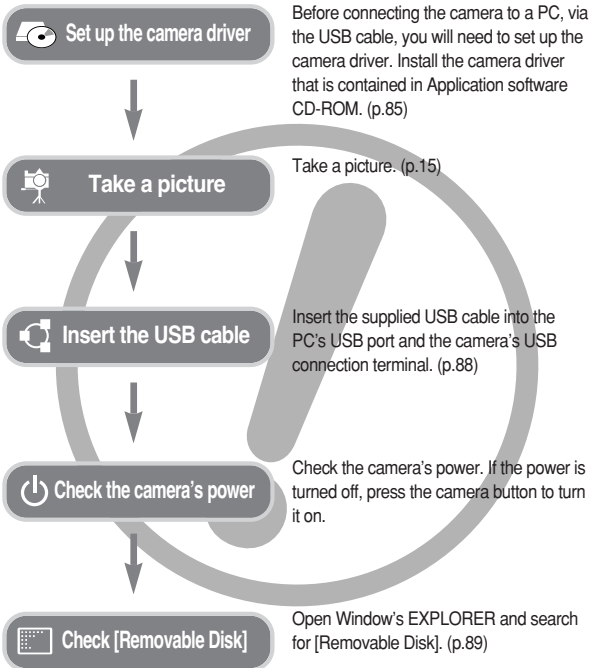 Set up the camera driver
Before connecting the camera to a PC, via
the USB cable, you will need to set up the
camera driver. Install the camera driver
that is contained in Application software
CD-ROM. (p.85)
Take a picture
Take a picture. (p.15)
Insert the USB cable
Insert the supplied USB cable into the
PC's USB port and the camera's USB
connection terminal. (p.88)
Check the camera's power
Check the camera's power. If the power is
turned off, press the camera button to turn
it on.
Check [Removable Disk]
Open Window's EXPLORER and search
for [Removable Disk]. (p.89)